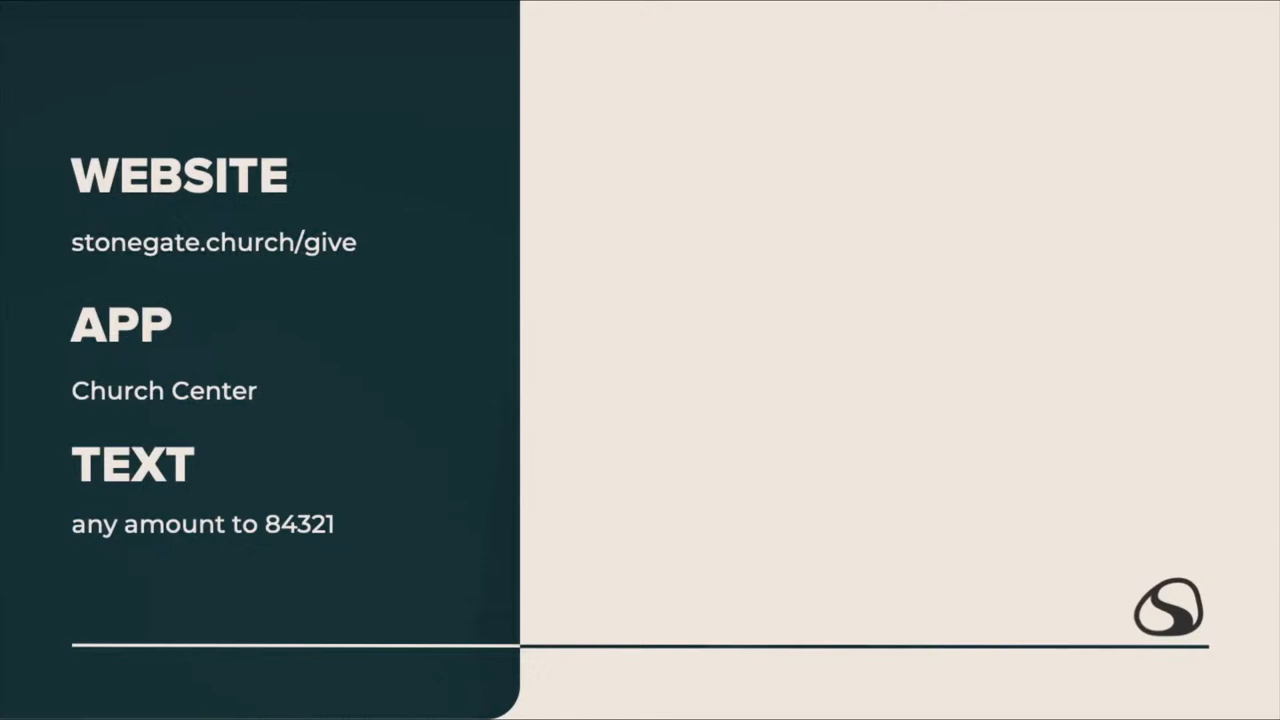 WEBSITE
stonegate.church/give
APP
Church Center
TEXT
any amount to 84321